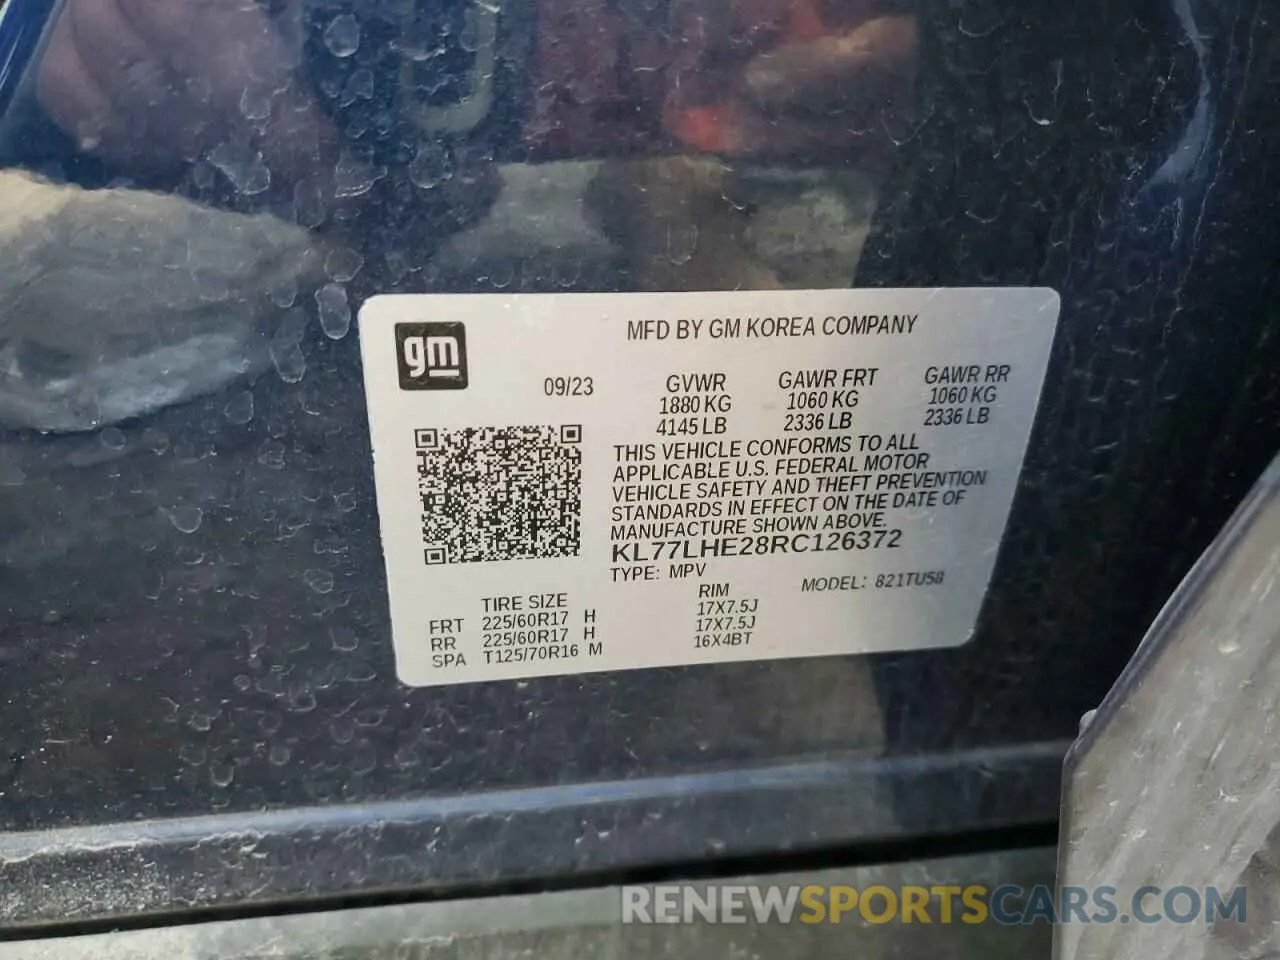 gm
MFD BY GM KOREA COMPANY
09/23
GVWR GAWR FRT GAWR RR
1880 KG 1060 KG 1060 KG
4145 LB 2336 LB 2336 LB
THIS VEHICLE CONFORMS TO ALL
APPLICABLE U.S. FEDERAL MOTOR
VEHICLE SAFETY AND THEFT PREVENTION
STANDARDS IN EFFECT ON THE DATE OF
MANUFACTURE SHOWN ABOVE.
KL77LHE28RC126372
TYPE: MPV MODEL: 821TU58
TIRE SIZE RIM
FRT 225/60R17 H 17X7.5J
RR 225/60R17 H 17X7.5J
SPA T125/70R16 M 16X4BT
RENEWSPORTSCARS.COM